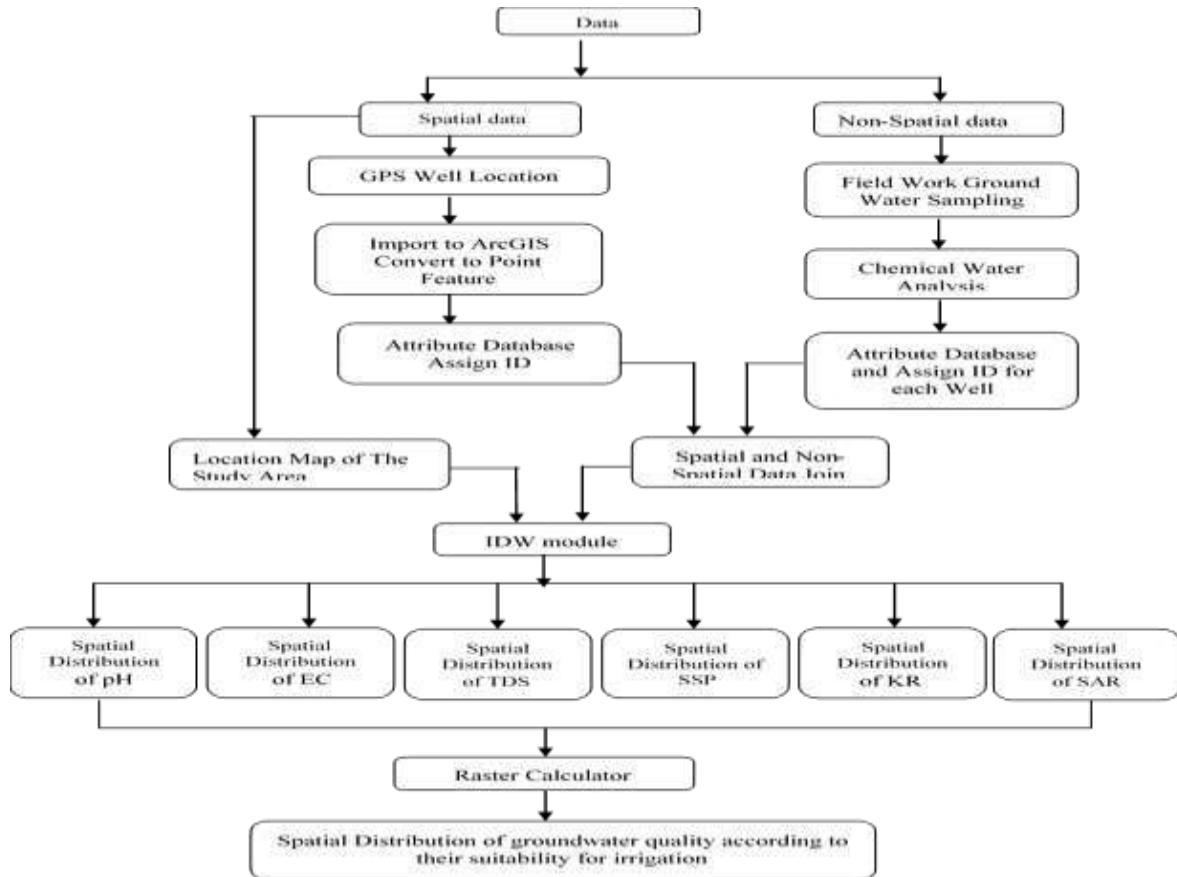 Data
Spatial data
Non-Spatial data
GPS Well Location
Field Work Ground
Water Sampling
Import to ArcGIS
Convert to Point
Feature
Chemical Water
Analysis
Attribute Database
Assign ID
Attribute Database
and Assign ID for
each Well
Location Map of The
Study Area
Spatial and Non-
Spatial Data Join
IDW module
Spatial
Distribution
of pH
Spatial
Distribution
of EC
Spatial
Distribution
of TDS
Spatial
Distribution of
SSP
Spatial
Distribution
of KR
Spatial
Distribution
of SAR
Raster Calculator
Spatial Distribution of groundwater quality according to
their suitability for irrigation